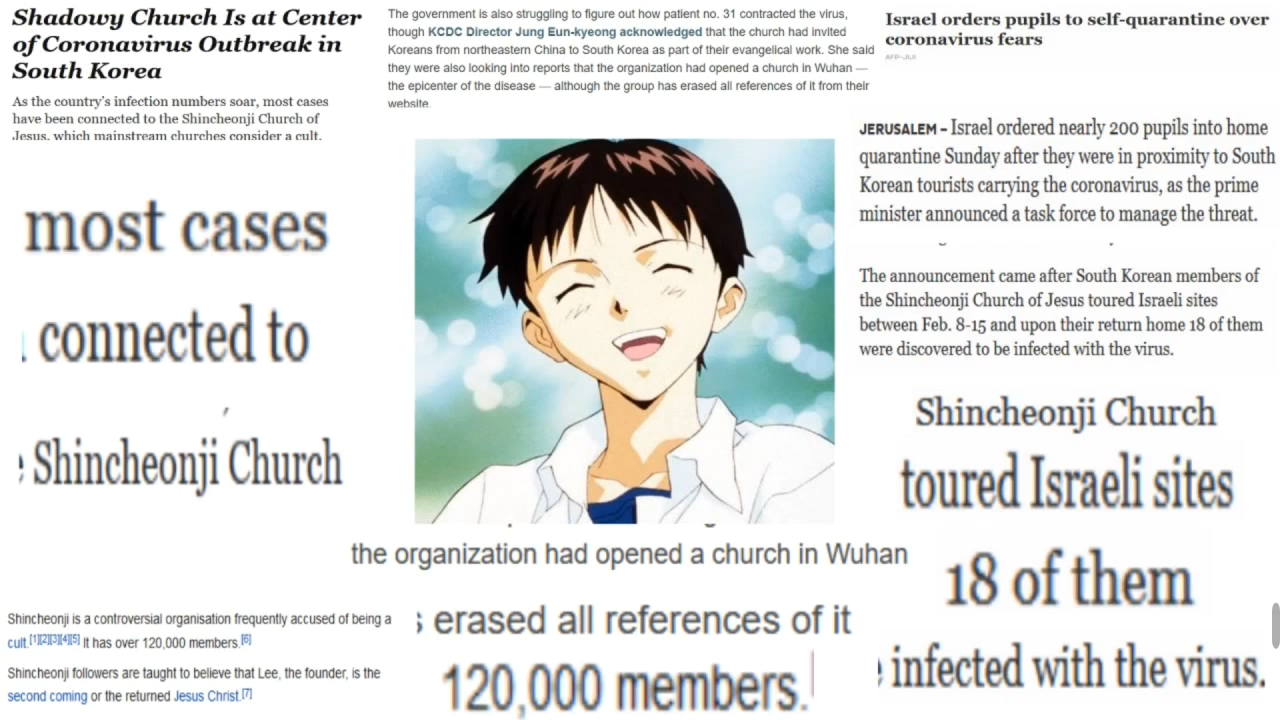 Shadowy Church Is at Center
of Coronavirus Outbreak in
South Korea
As the country's infection numbers soar, most cases
have been connected to the Shincheonji Church of
Jesus, which mainstream churches consider a cult.
most cases
connected to
Shincheonji Church
Shincheonji is a controversial organisation frequently accused of being a
cult.[1][2][3][4][5] It has over 120,000 members.[6]
Shincheonji followers are taught to believe that Lee, the founder, is the
second coming or the returned Jesus Christ.[7]
The government is also struggling to figure out how patient no. 31 contracted the virus,
though KCDC Director Jung Eun-kyeong acknowledged that the church had invited
Koreans from northeastern China to South Korea as part of their evangelical work. She said
they were also looking into reports that the organization had opened a church in Wuhan —
the epicenter of the disease — although the group has erased all references of it from their
website.
the organization had opened a church in Wuhan
s erased all references of it
120,000 members.
Israel orders pupils to self-quarantine over
coronavirus fears
AFP-JIJI
JERUSALEM – Israel ordered nearly 200 pupils into home
quarantine Sunday after they were in proximity to South
Korean tourists carrying the coronavirus, as the prime
minister announced a task force to manage the threat.
The announcement came after South Korean members of
the Shincheonji Church of Jesus toured Israeli sites
between Feb. 8-15 and upon their return home 18 of them
were discovered to be infected with the virus.
Shincheonji Church
toured Israeli sites
18 of them
infected with the virus.